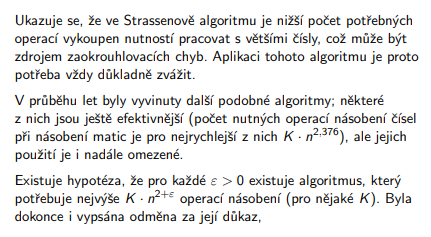 Ukazuje se, že ve Strassenově algoritmu je nižší počet potřebných
operací vykoupen nutností pracovat s většími čísly, což může být
zdrojem zaokrouhlovacích chyb. Aplikaci tohoto algoritmu je proto
potřeba vždy důkladně zvážit.
V průběhu let byly vyvinuty další podobné algoritmy; některé
z nich jsou ještě efektivnější (počet nutných operací násobení čísel
při násobení matic je pro nejrychlejší z nich K · n^{2,376}), ale jejich
použití je i nadále omezené.
Existuje hypotéza, že pro každé ε > 0 existuje algoritmus, který
potřebuje nejvýše K · n^{2+ε} operací násobení (pro nějaké K). Byla
dokonce i vypsána odměna za její důkaz,